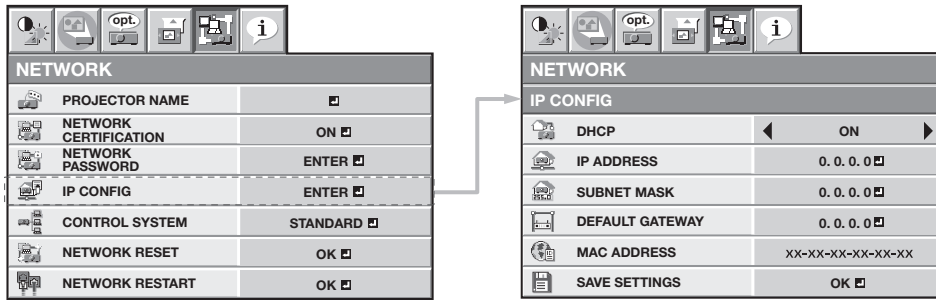 opt.
i
NETWORK
PROJECTOR NAME
NETWORK
CERTIFICATION
ON
NETWORK
PASSWORD
ENTER
IP CONFIG
ENTER
CONTROL SYSTEM
STANDARD
NETWORK RESET
OK
NETWORK RESTART
OK
opt.
i
NETWORK
IP CONFIG
DHCP
ON
IP ADDRESS
0. 0. 0. 0
SUBNET MASK
0. 0. 0. 0
DEFAULT GATEWAY
0. 0. 0. 0
MAC ADDRESS
XX-XX-XX-XX-XX-XX
SAVE SETTINGS
OK